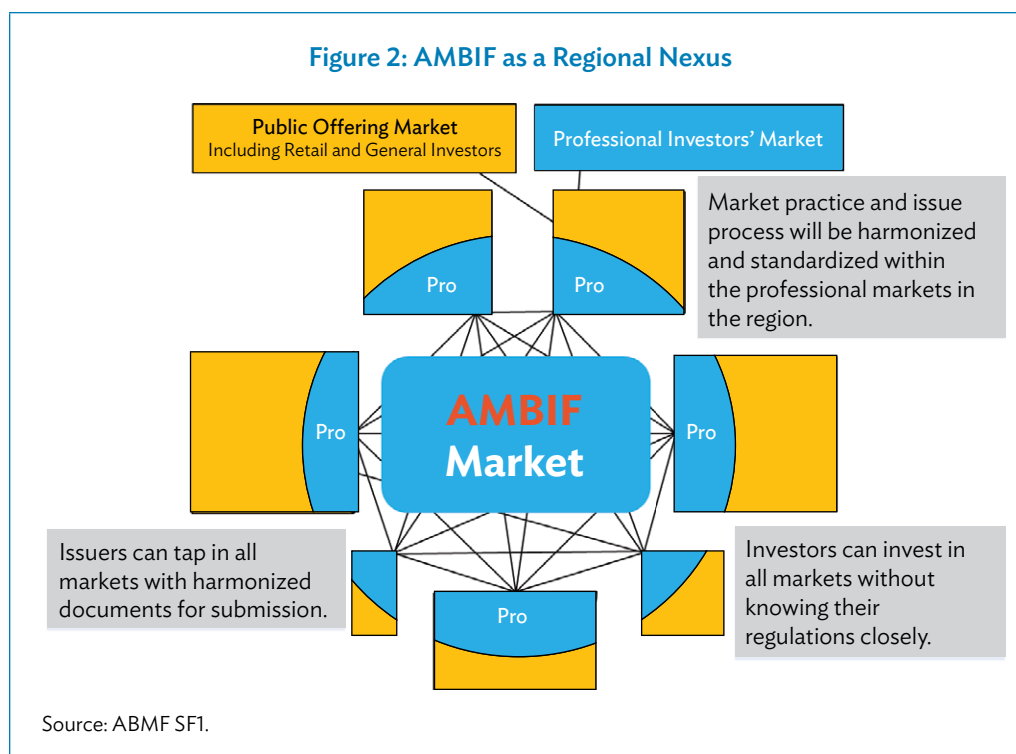 Figure 2: AMBIF as a Regional Nexus
Public Offering Market
Including Retail and General Investors
Professional Investors’ Market
Market practice and issue
process will be harmonized
and standardized within
the professional markets in
the region.
Pro
Pro
Pro
AMBIF
Market
Pro
Issuers can tap in all
markets with harmonized
documents for submission.
Investors can invest in
all markets without
knowing their
regulations closely.
Pro
Source: ABMF SF1.